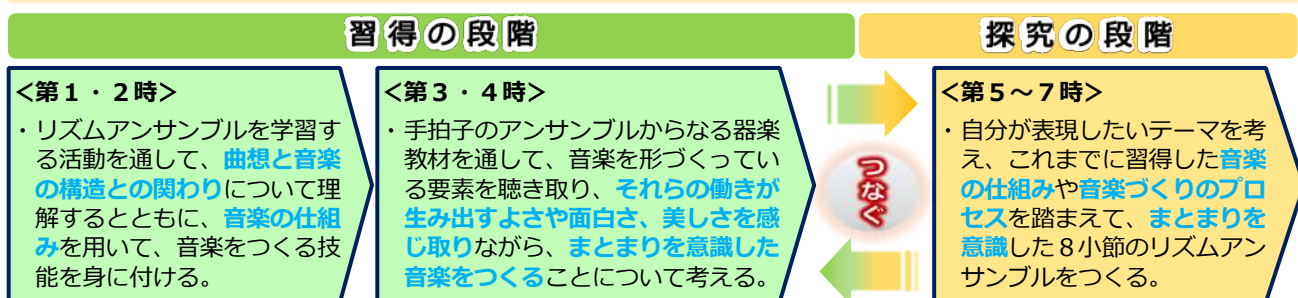 習得の段階
探究の段階
<第1・2時>
・リズムアンサンブルを学習す
る活動を通して、曲想と音楽
の構造との関わりについて理
解するとともに、音楽の仕組
みを用いて、音楽をつくる技
能を身に付ける。
<第3・4時>
・手拍子のアンサンブルからなる器楽
教材を通して、音楽を形づくってい
る要素を聴き取り、それらの働きが
生み出すよさや面白さ、美しさを感
じ取りながら、まとまりを意識した
音楽をつくることについて考える。
つなぐ
<第5~7時>
・自分が表現したいテーマを考
え、これまでに習得した音楽
の仕組みや音楽づくりのプロ
セスを踏まえて、まとまりを
意識した8小節のリズムアン
サンブルをつくる。